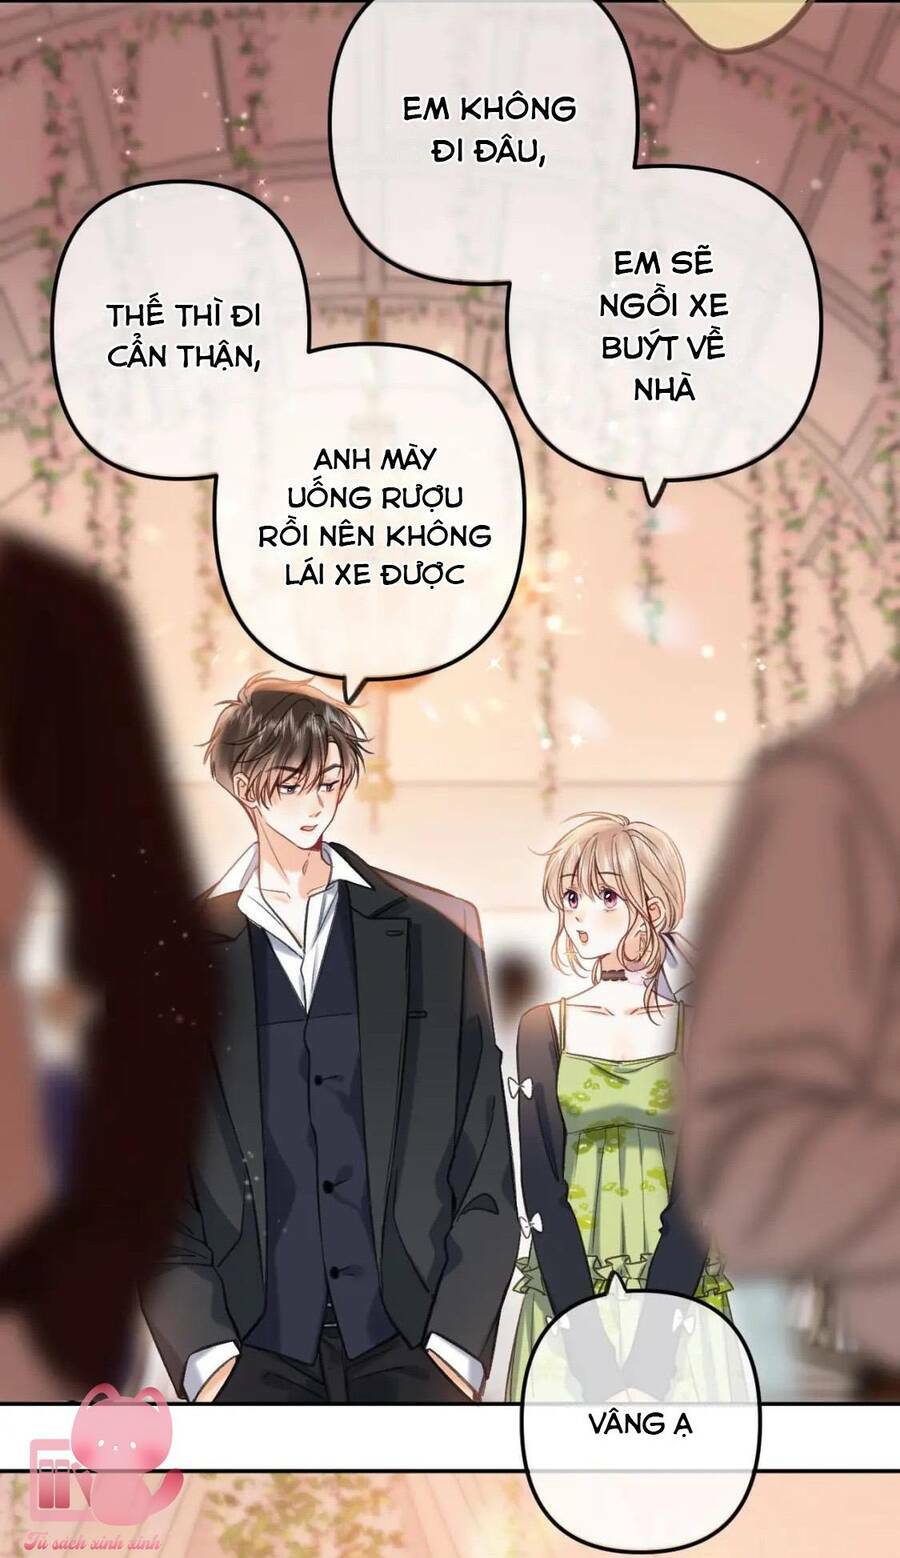 EM KHÔNG
ĐI ĐÂU,
EM SẼ
NGỒI XE
BUÝT VỀ
NHÀ
THẾ THÌ ĐI
CẨN THẬN,
ANH MÀY
UỐNG RƯỢU
RỒI NÊN KHÔNG
LÁI XE ĐƯỢC
VÂNG Ạ
Tủ sách xinh xinh